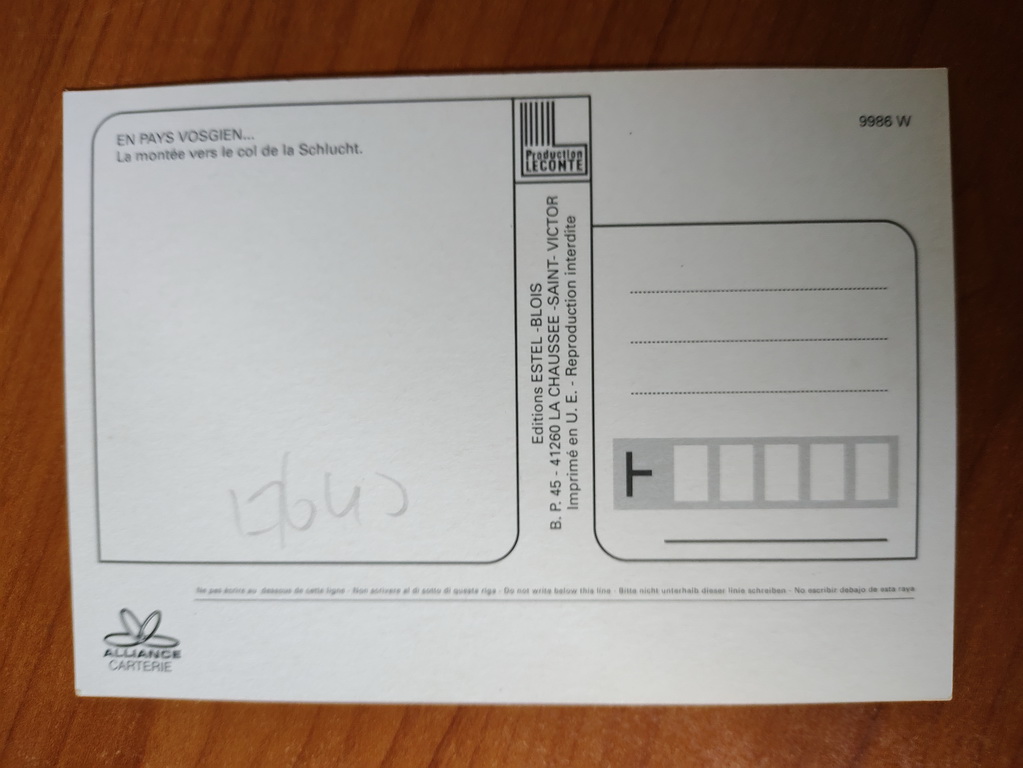 EN PAYS VOSGIEN...
La montée vers le col de la Schlucht.
Production
LECONTE
9986 W
Editions ESTEL -BLOIS
B. P. 45 - 41260 LA CHAUSSEE -SAINT- VICTOR
Imprimé en U. E. - Reproduction interdite
T
Ne pas écrire au dessous de cette ligne - Non scrivere al di sotto di questa riga - Do not write below this line - Bitte nicht unterhalb dieser linie schreiben - No escribir debajo de esta raya
ALLIANCE
CARTERIE